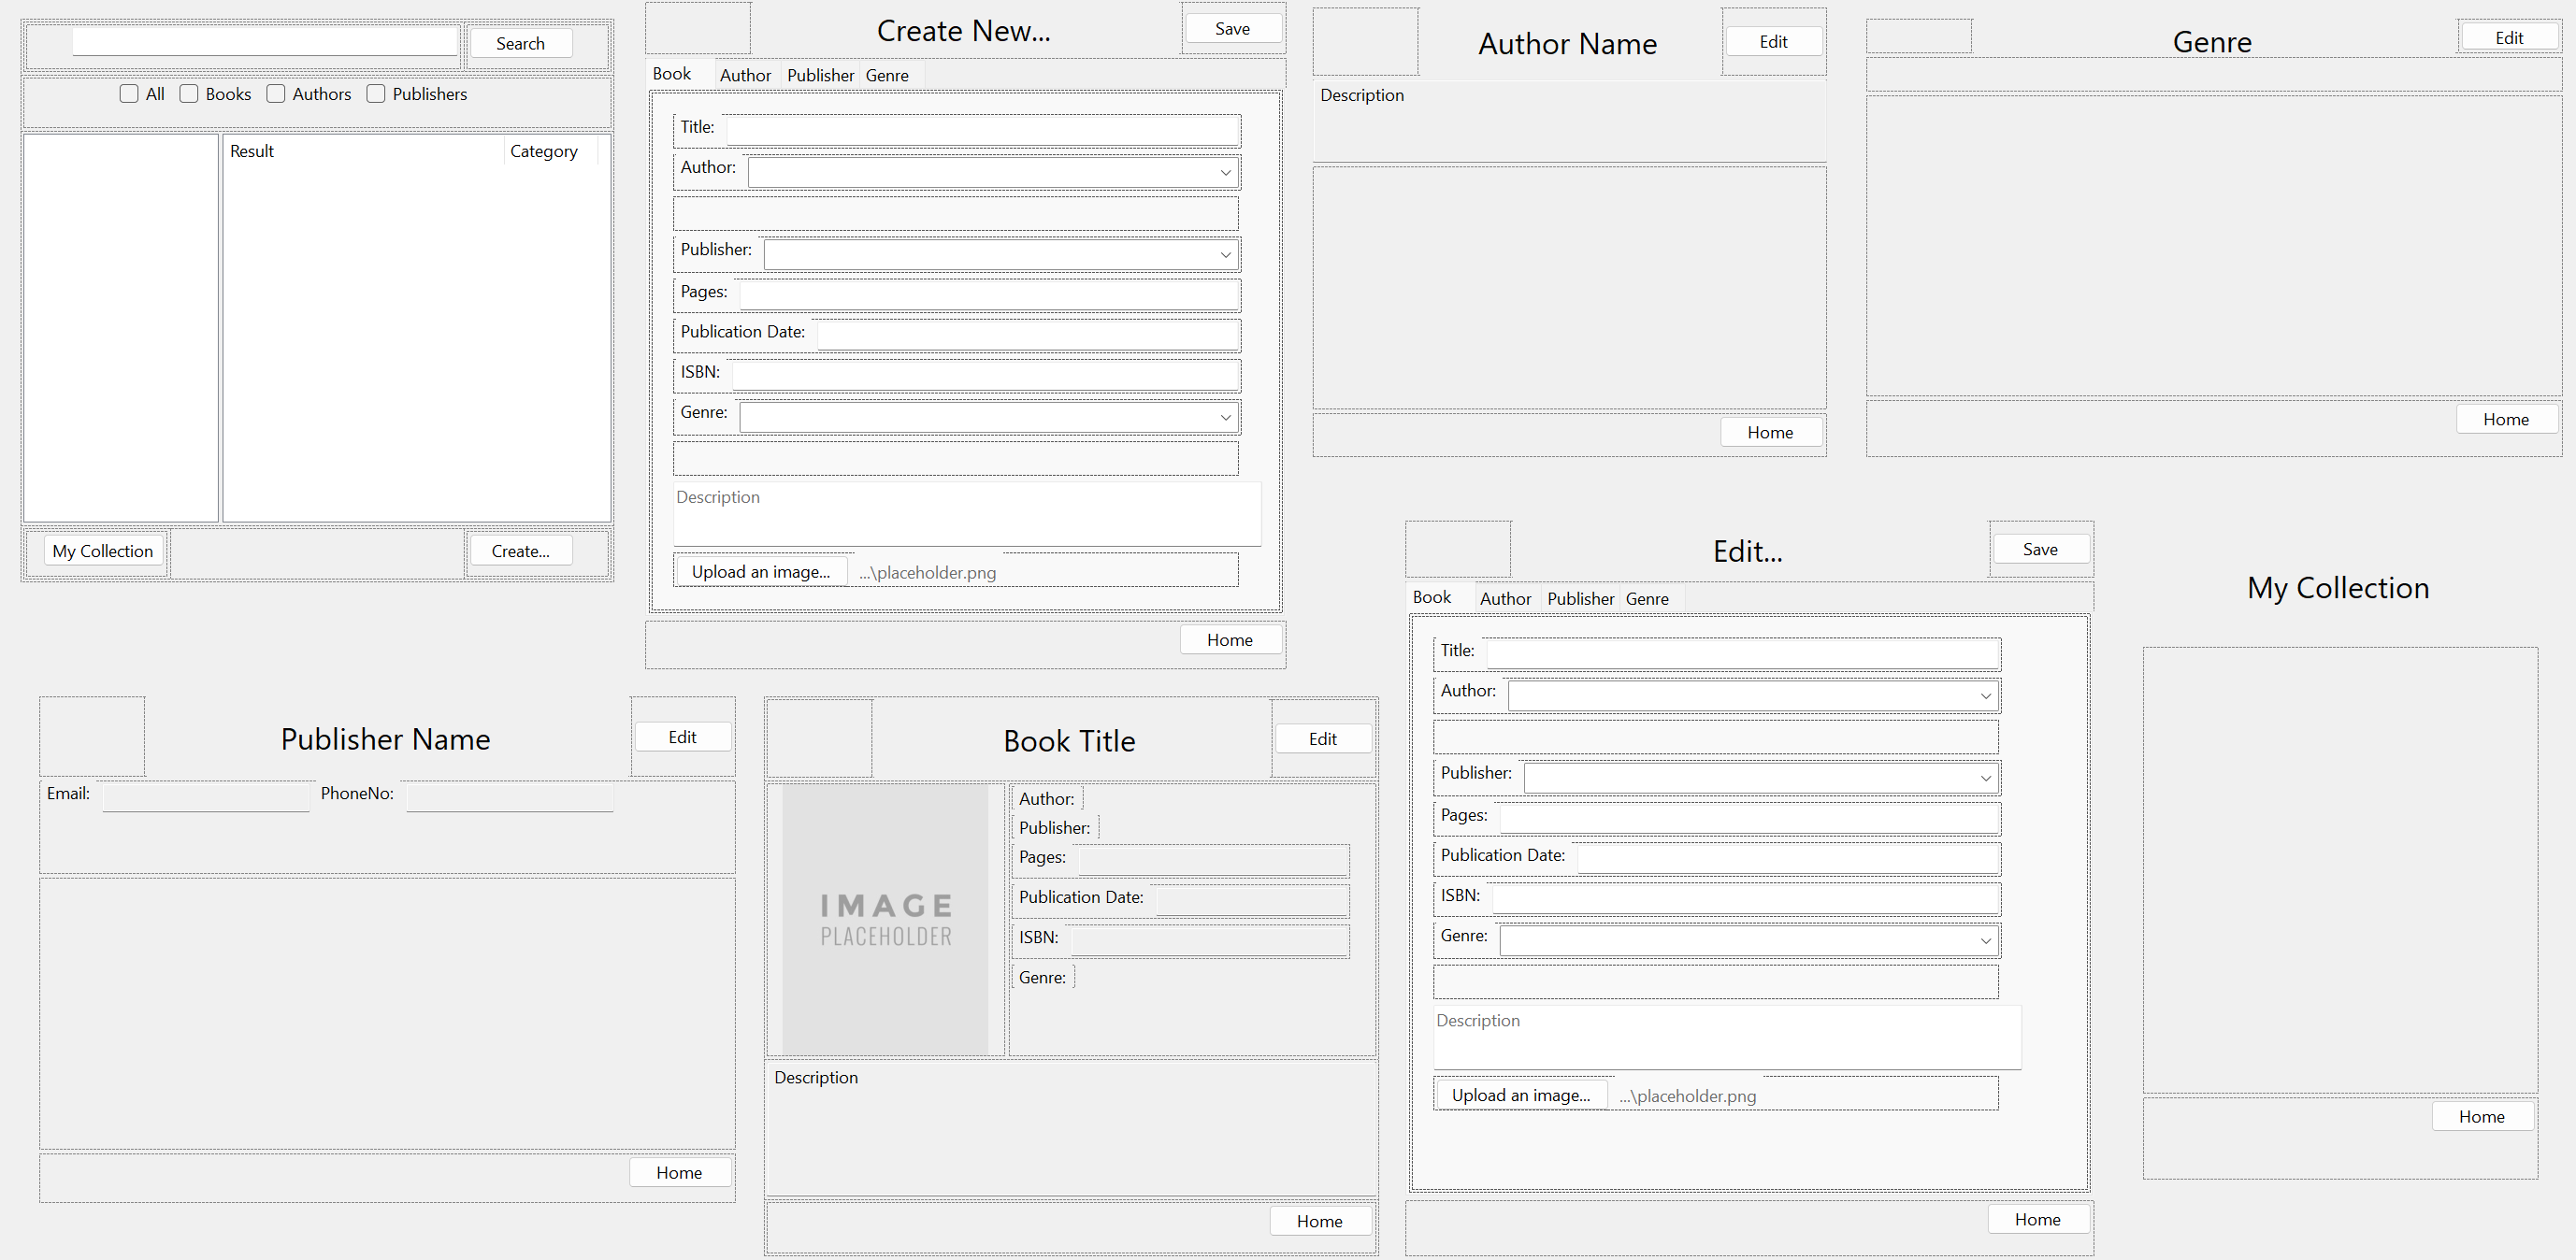 Search
All Books Authors Publishers
Result Category
My Collection Create...
Create New... Save
Book Author Publisher Genre
Title:
Author:
Publisher:
Pages:
Publication Date:
ISBN:
Genre:
Description
Upload an image... ...\placeholder.png
Home
Author Name Edit
Description
Home
Genre Edit
Home
Publisher Name Edit
Email: PhoneNo:
Home
Book Title Edit
IMAGE
PLACEHOLDER
Author:
Publisher:
Pages:
Publication Date:
ISBN:
Genre:
Description
Home
Edit... Save
Book Author Publisher Genre
Title:
Author:
Publisher:
Pages:
Publication Date:
ISBN:
Genre:
Description
Upload an image... ...\placeholder.png
Home
My Collection
Home